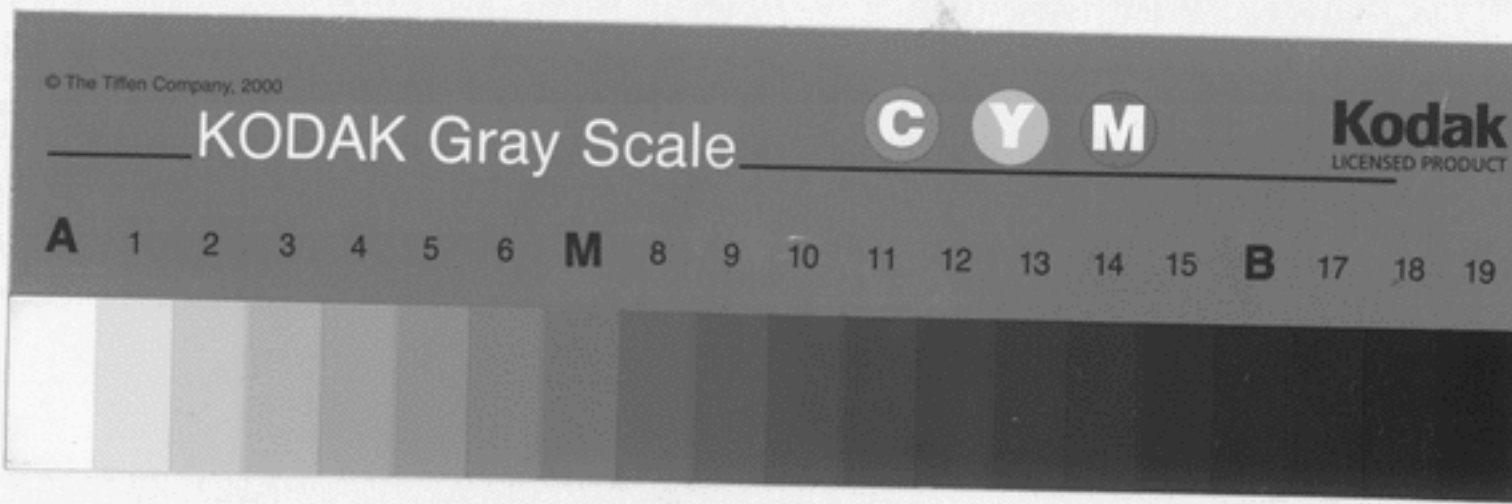 © The Tiffen Company, 2000
KODAK Gray Scale
C Y M
Kodak
LICENSED PRODUCT
A 1 2 3 4 5 6 M 8 9 10 11 12 13 14 15 B 17 18 19